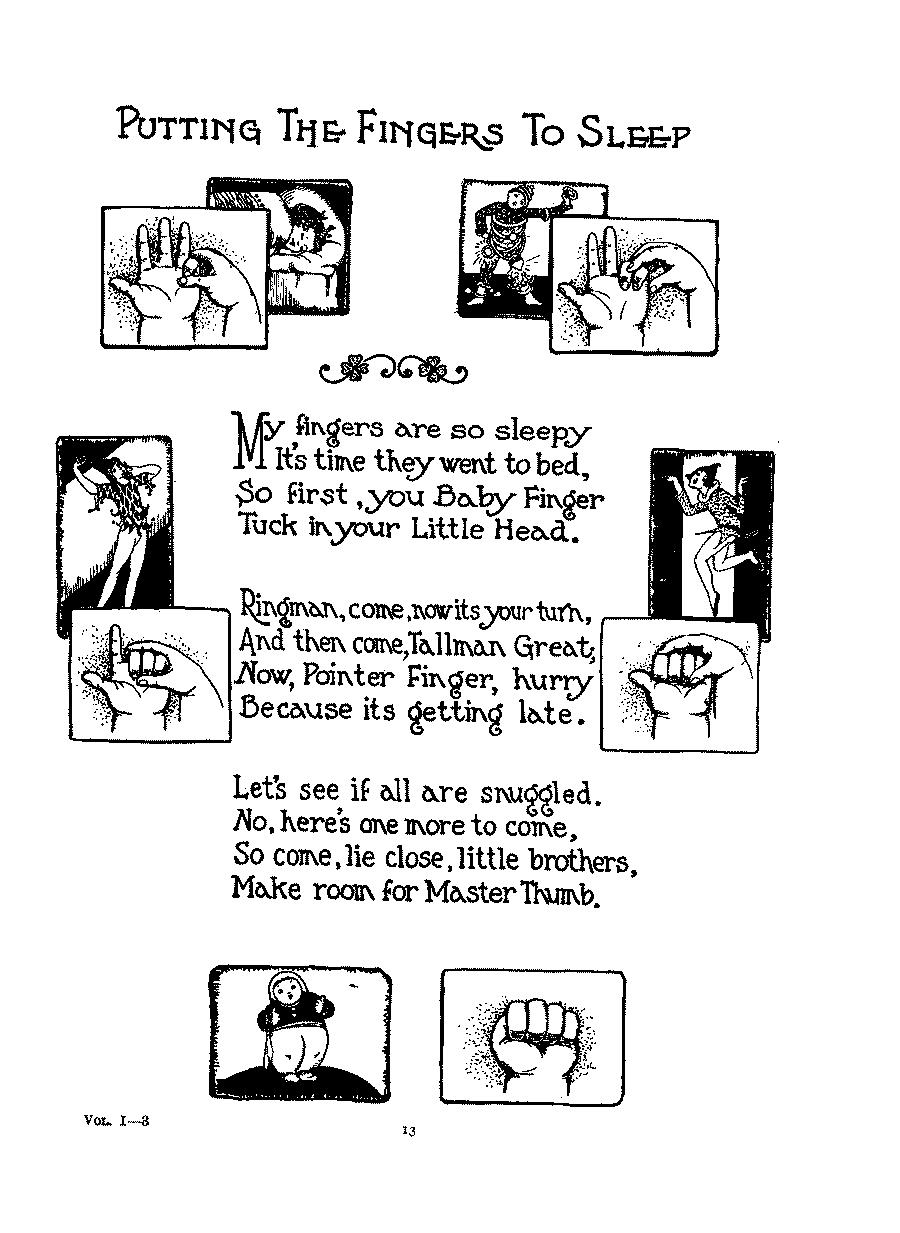 Putting The Fingers To Sleep
My fingers are so sleepy
It's time they went to bed,
So first, you Baby Finger
Tuck in your Little Head.
Ringman, come, now its your turn,
And then come, Tallman Great;
Now, Pointer Finger, hurry
Because its getting late.
Let's see if all are snuggled.
No, here's one more to come,
So come, lie close, little brothers,
Make room for Master Thumb.
Vol. I—3
13